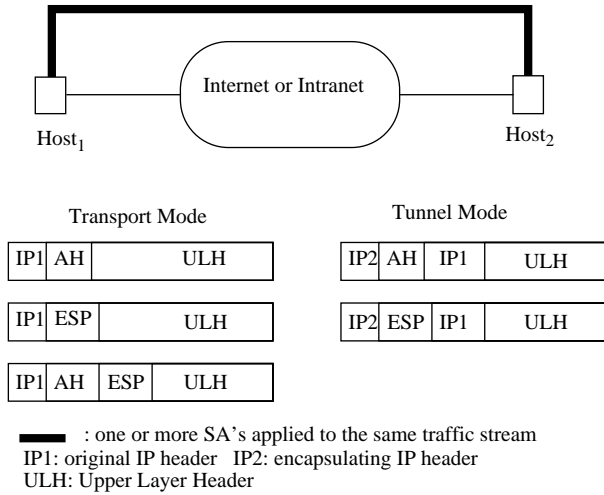 Internet or Intranet
Host1
Host2
Transport Mode
Tunnel Mode
IP1 AH ULH
IP2 AH IP1 ULH
IP1 ESP ULH
IP2 ESP IP1 ULH
IP1 AH ESP ULH
: one or more SA's applied to the same traffic stream
IP1: original IP header IP2: encapsulating IP header
ULH: Upper Layer Header